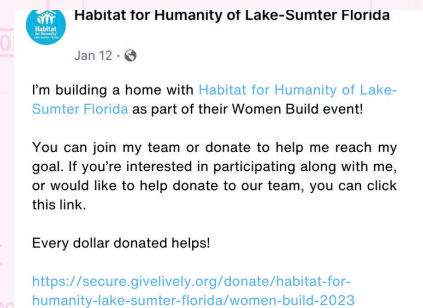 Habitat for Humanity of Lake-Sumter Florida
Habitat
for Humanity
Jan 12 ·
I'm building a home with Habitat for Humanity of Lake-
Sumter Florida as part of their Women Build event!
You can join my team or donate to help me reach my
goal. If you're interested in participating along with me,
or would like to help donate to our team, you can click
this link.
Every dollar donated helps!
https://secure.givelively.org/donate/habitat-for-
humanity-lake-sumter-florida/women-build-2023